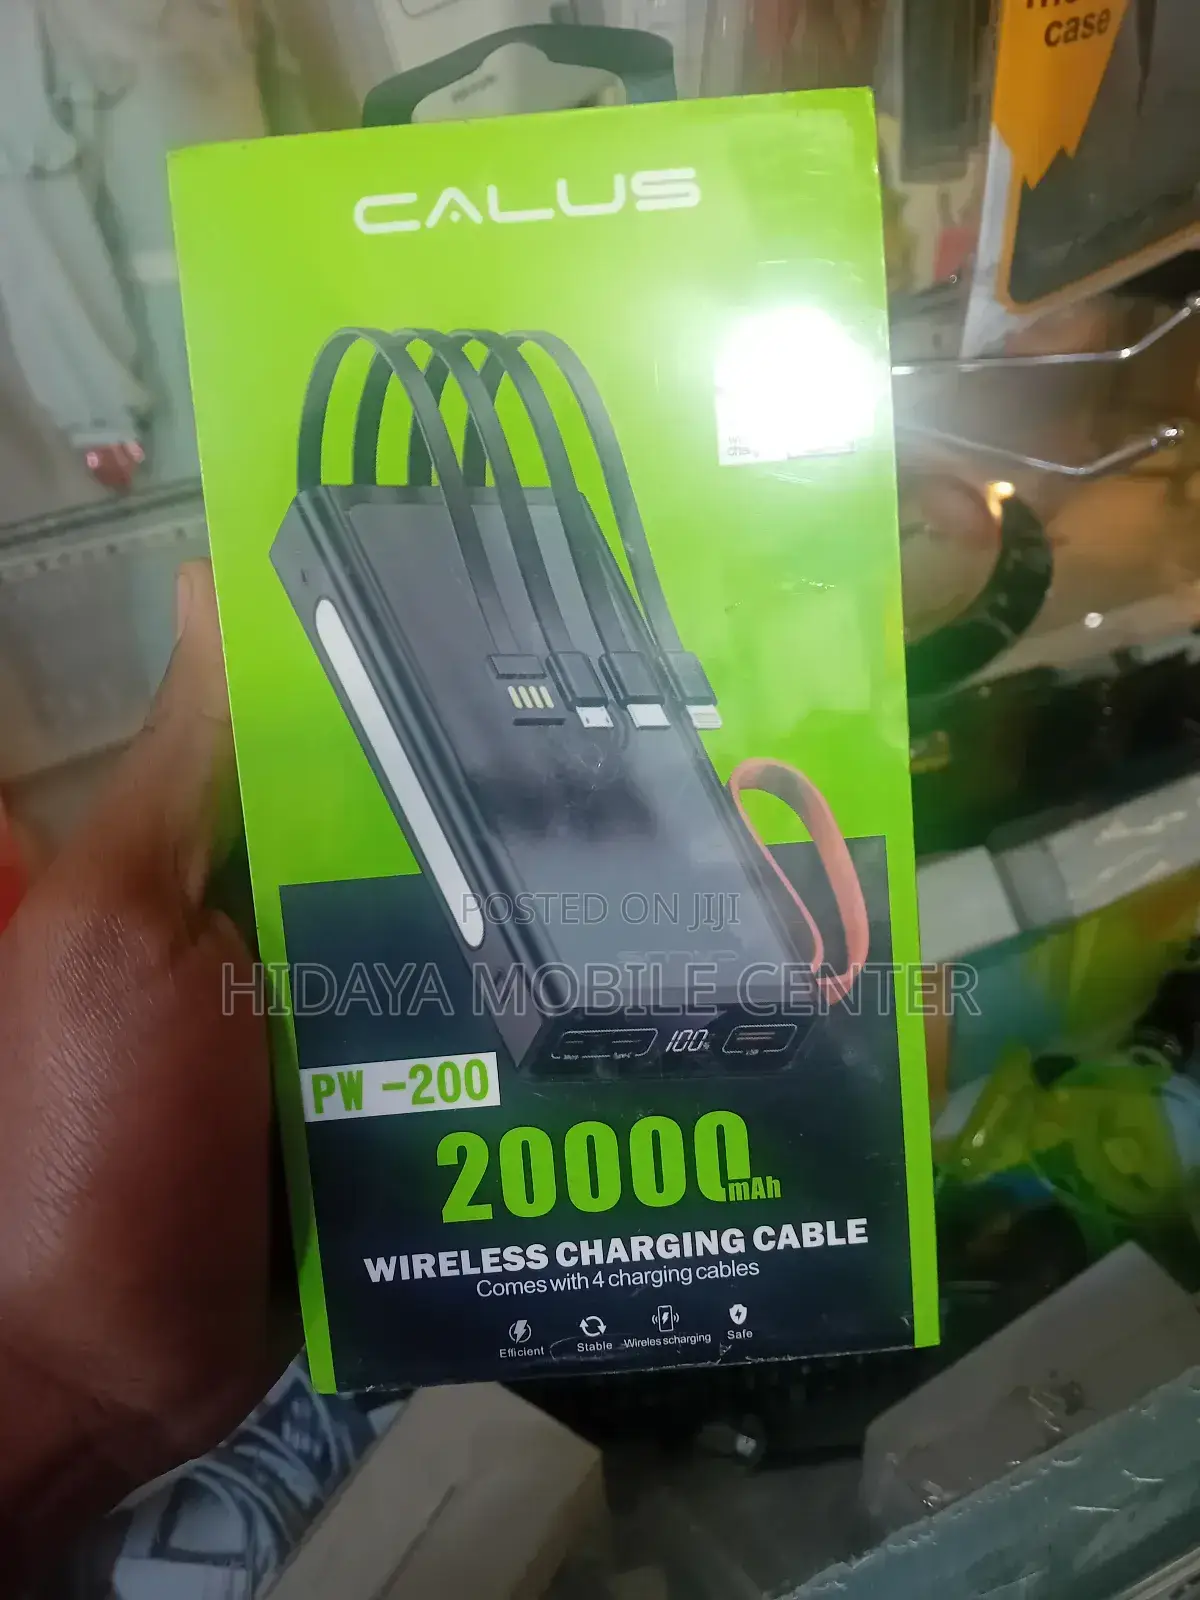 case
CALUS
POSTED ON JIJI
HIDAYA MOBILE CENTER
100%
PW -200
20000mAh
WIRELESS CHARGING CABLE
Comes with 4 charging cables
Efficient
Stable
Wireles scharging
Safe